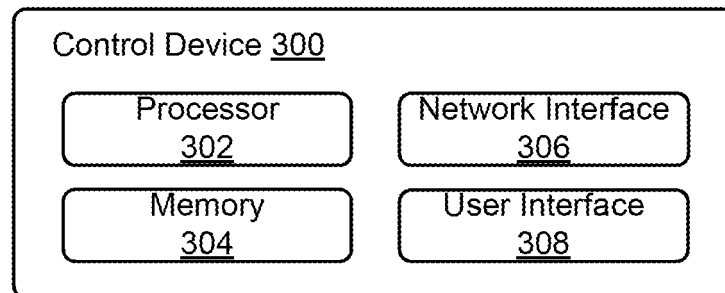 Control Device 300
Processor
302
Network Interface
306
Memory
304
User Interface
308